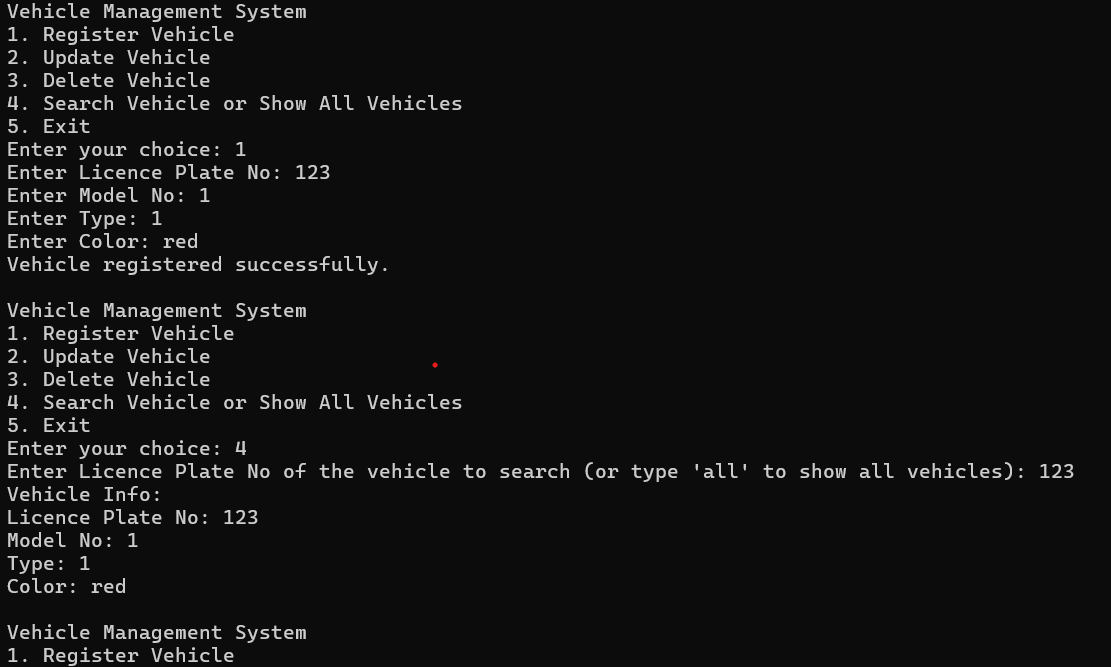 Vehicle Management System
1. Register Vehicle
2. Update Vehicle
3. Delete Vehicle
4. Search Vehicle or Show All Vehicles
5. Exit
Enter your choice: 1
Enter Licence Plate No: 123
Enter Model No: 1
Enter Type: 1
Enter Color: red
Vehicle registered successfully.
Vehicle Management System
1. Register Vehicle
2. Update Vehicle
3. Delete Vehicle
4. Search Vehicle or Show All Vehicles
5. Exit
Enter your choice: 4
Enter Licence Plate No of the vehicle to search (or type 'all' to show all vehicles): 123
Vehicle Info:
Licence Plate No: 123
Model No: 1
Type: 1
Color: red
Vehicle Management System
1. Register Vehicle